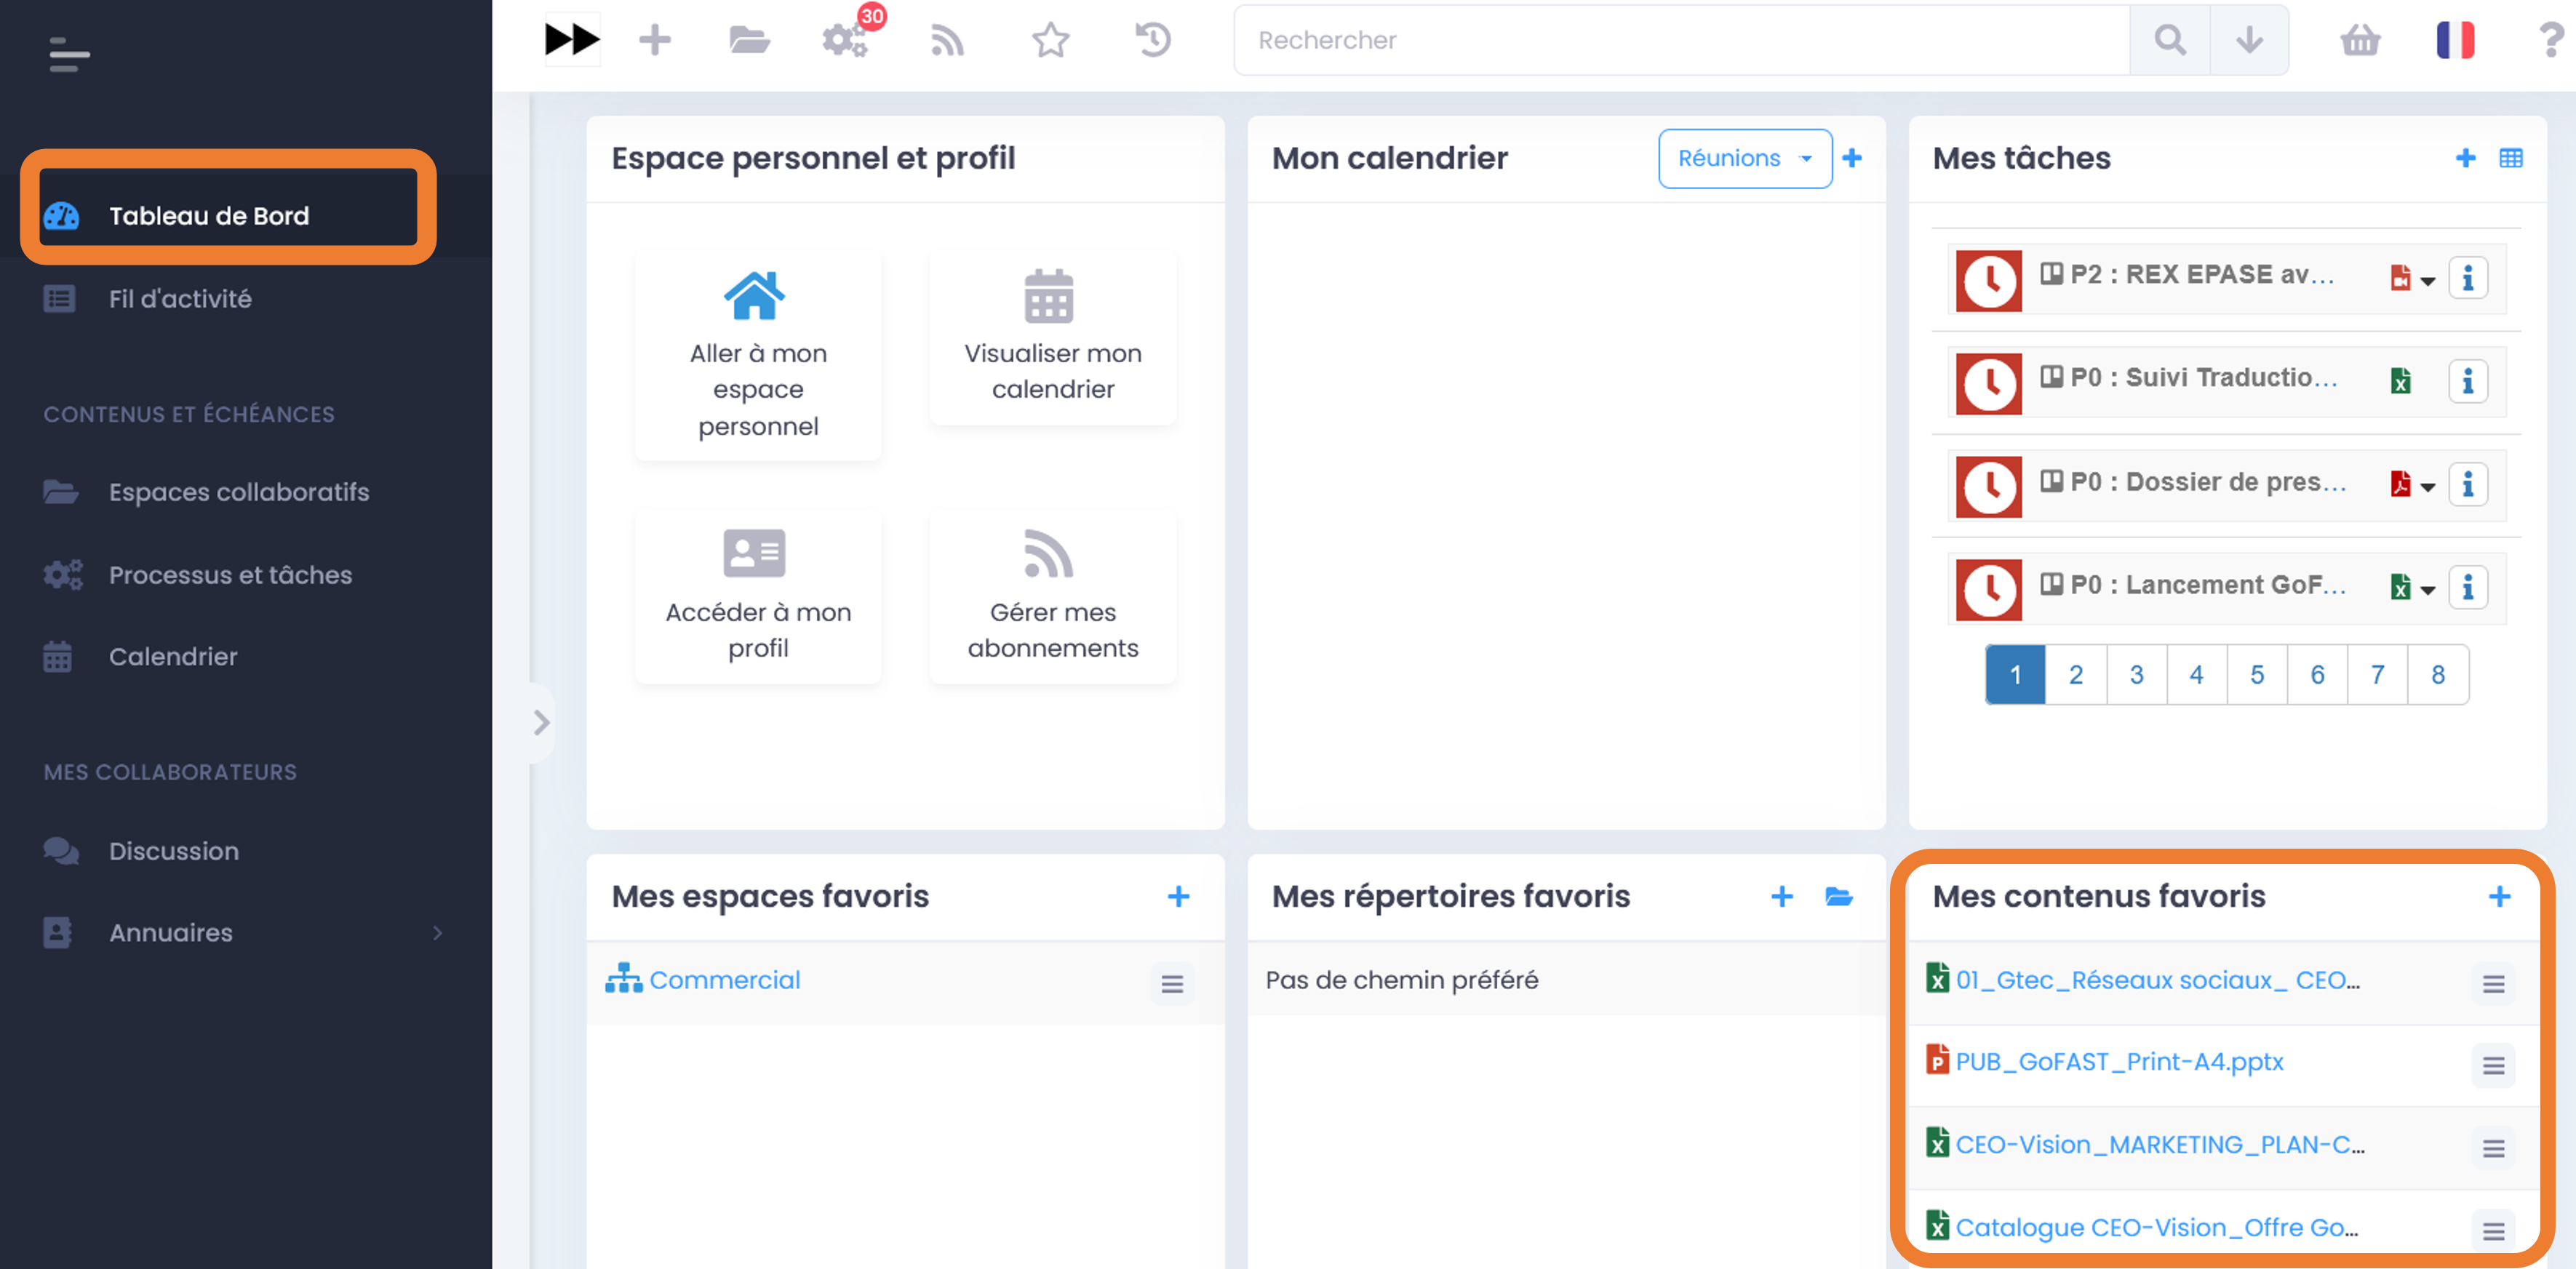 30
Rechercher
Tableau de Bord
Fil d'activité
CONTENUS ET ÉCHÉANCES
Espaces collaboratifs
Processus et tâches
Calendrier
MES COLLABORATEURS
Discussion
Annuaires
Espace personnel et profil
Aller à mon
espace
personnel
Visualiser mon
calendrier
Accéder à mon
profil
Gérer mes
abonnements
Mon calendrier
Réunions
Mes tâches
P2 : REX EPASE av...
P0 : Suivi Traductio...
P0 : Dossier de pres...
P0 : Lancement GoF...
1 2 3 4 5 6 7 8
Mes espaces favoris
Commercial
Mes répertoires favoris
Pas de chemin préféré
Mes contenus favoris
01_Gtec_Réseaux sociaux_ CEO...
PUB_GoFAST_Print-A4.pptx
CEO-Vision_MARKETING_PLAN-C...
Catalogue CEO-Vision_Offre Go...